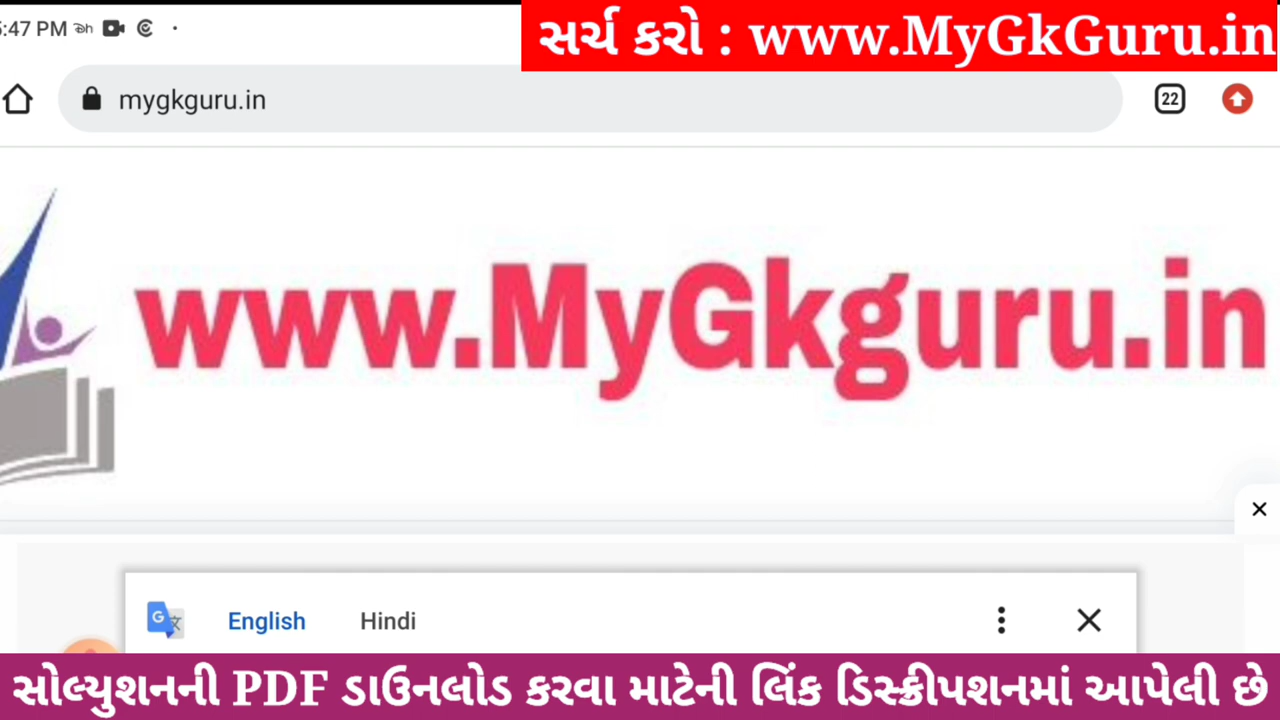 5:47 PM
સર્ચ કરો : www.MyGkGuru.in
mygkguru.in
22
www.MyGkguru.in
English Hindi
સોલ્યુશનની PDF ડાઉનલોડ કરવા માટેની લિંક ડિસ્ક્રીપશનમાં આપેલી છે